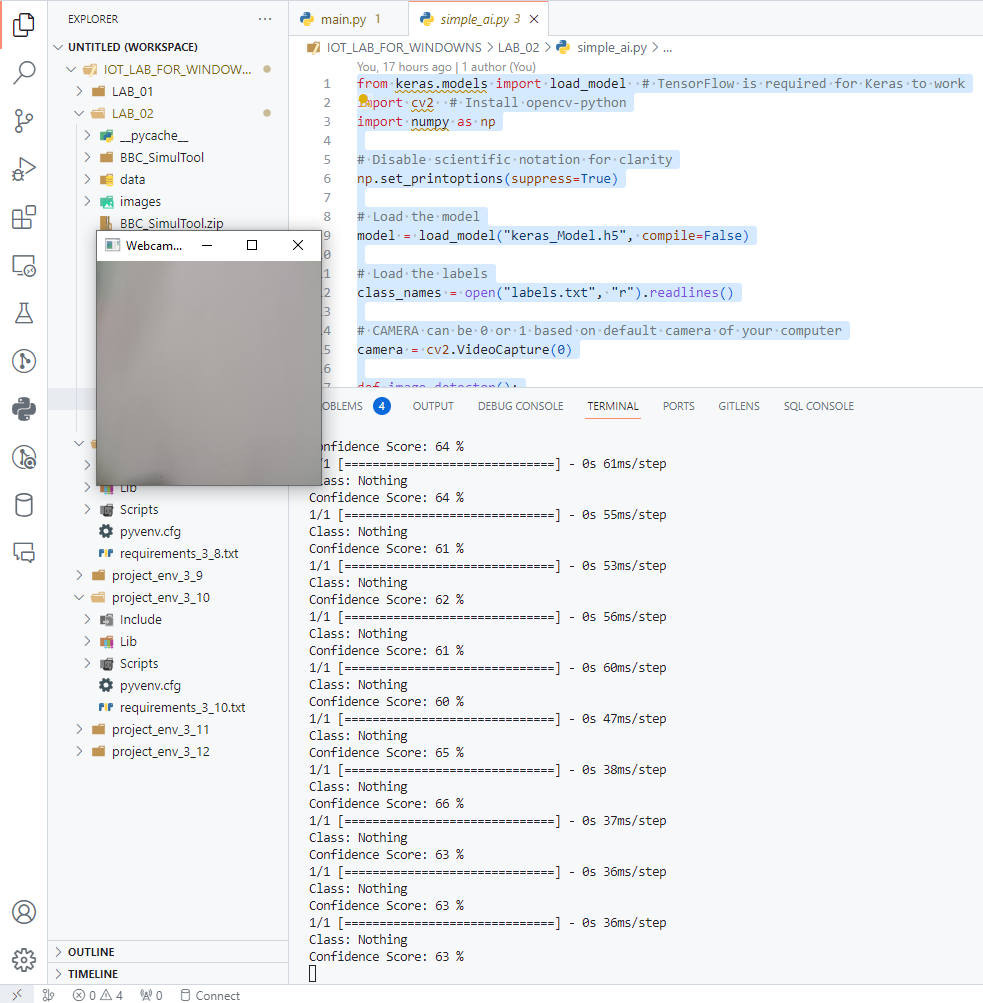 EXPLORER
UNTITLED (WORKSPACE)
IOT_LAB_FOR_WINDOW...
LAB_01
LAB_02
__pycache__
BBC_SimulTool
data
images
BBC_SimulTool.zip
Webcam...
Lib
Scripts
pyvenv.cfg
requirements_3_8.txt
project_env_3_9
project_env_3_10
Include
Lib
Scripts
pyvenv.cfg
requirements_3_10.txt
project_env_3_11
project_env_3_12
OUTLINE
TIMELINE
main.py 1
simple_ai.py 3
IOT_LAB_FOR_WINDOWNS > LAB_02 > simple_ai.py > ...
You, 17 hours ago | 1 author (You)
1 from keras.models import load_model # TensorFlow is required for Keras to work
2 import cv2 # Install opencv-python
3 import numpy as np
4
5 # Disable scientific notation for clarity
6 np.set_printoptions(suppress=True)
7
8 # Load the model
9 model = load_model("keras_Model.h5", compile=False)
0
1 # Load the labels
2 class_names = open("labels.txt", "r").readlines()
3
4 # CAMERA can be 0 or 1 based on default camera of your computer
5 camera = cv2.VideoCapture(0)
6
7 def image_detector():
OBLEMS 4 OUTPUT DEBUG CONSOLE TERMINAL PORTS GITLENS SQL CONSOLE
onfidence Score: 64 %
/1 [==============================] - 0s 61ms/step
lass: Nothing
Confidence Score: 64 %
1/1 [==============================] - 0s 55ms/step
Class: Nothing
Confidence Score: 61 %
1/1 [==============================] - 0s 53ms/step
Class: Nothing
Confidence Score: 62 %
1/1 [==============================] - 0s 56ms/step
Class: Nothing
Confidence Score: 61 %
1/1 [==============================] - 0s 60ms/step
Class: Nothing
Confidence Score: 60 %
1/1 [==============================] - 0s 47ms/step
Class: Nothing
Confidence Score: 65 %
1/1 [==============================] - 0s 38ms/step
Class: Nothing
Confidence Score: 66 %
1/1 [==============================] - 0s 37ms/step
Class: Nothing
Confidence Score: 63 %
1/1 [==============================] - 0s 36ms/step
Class: Nothing
Confidence Score: 63 %
1/1 [==============================] - 0s 36ms/step
Class: Nothing
Confidence Score: 63 %
0 4 0 Connect